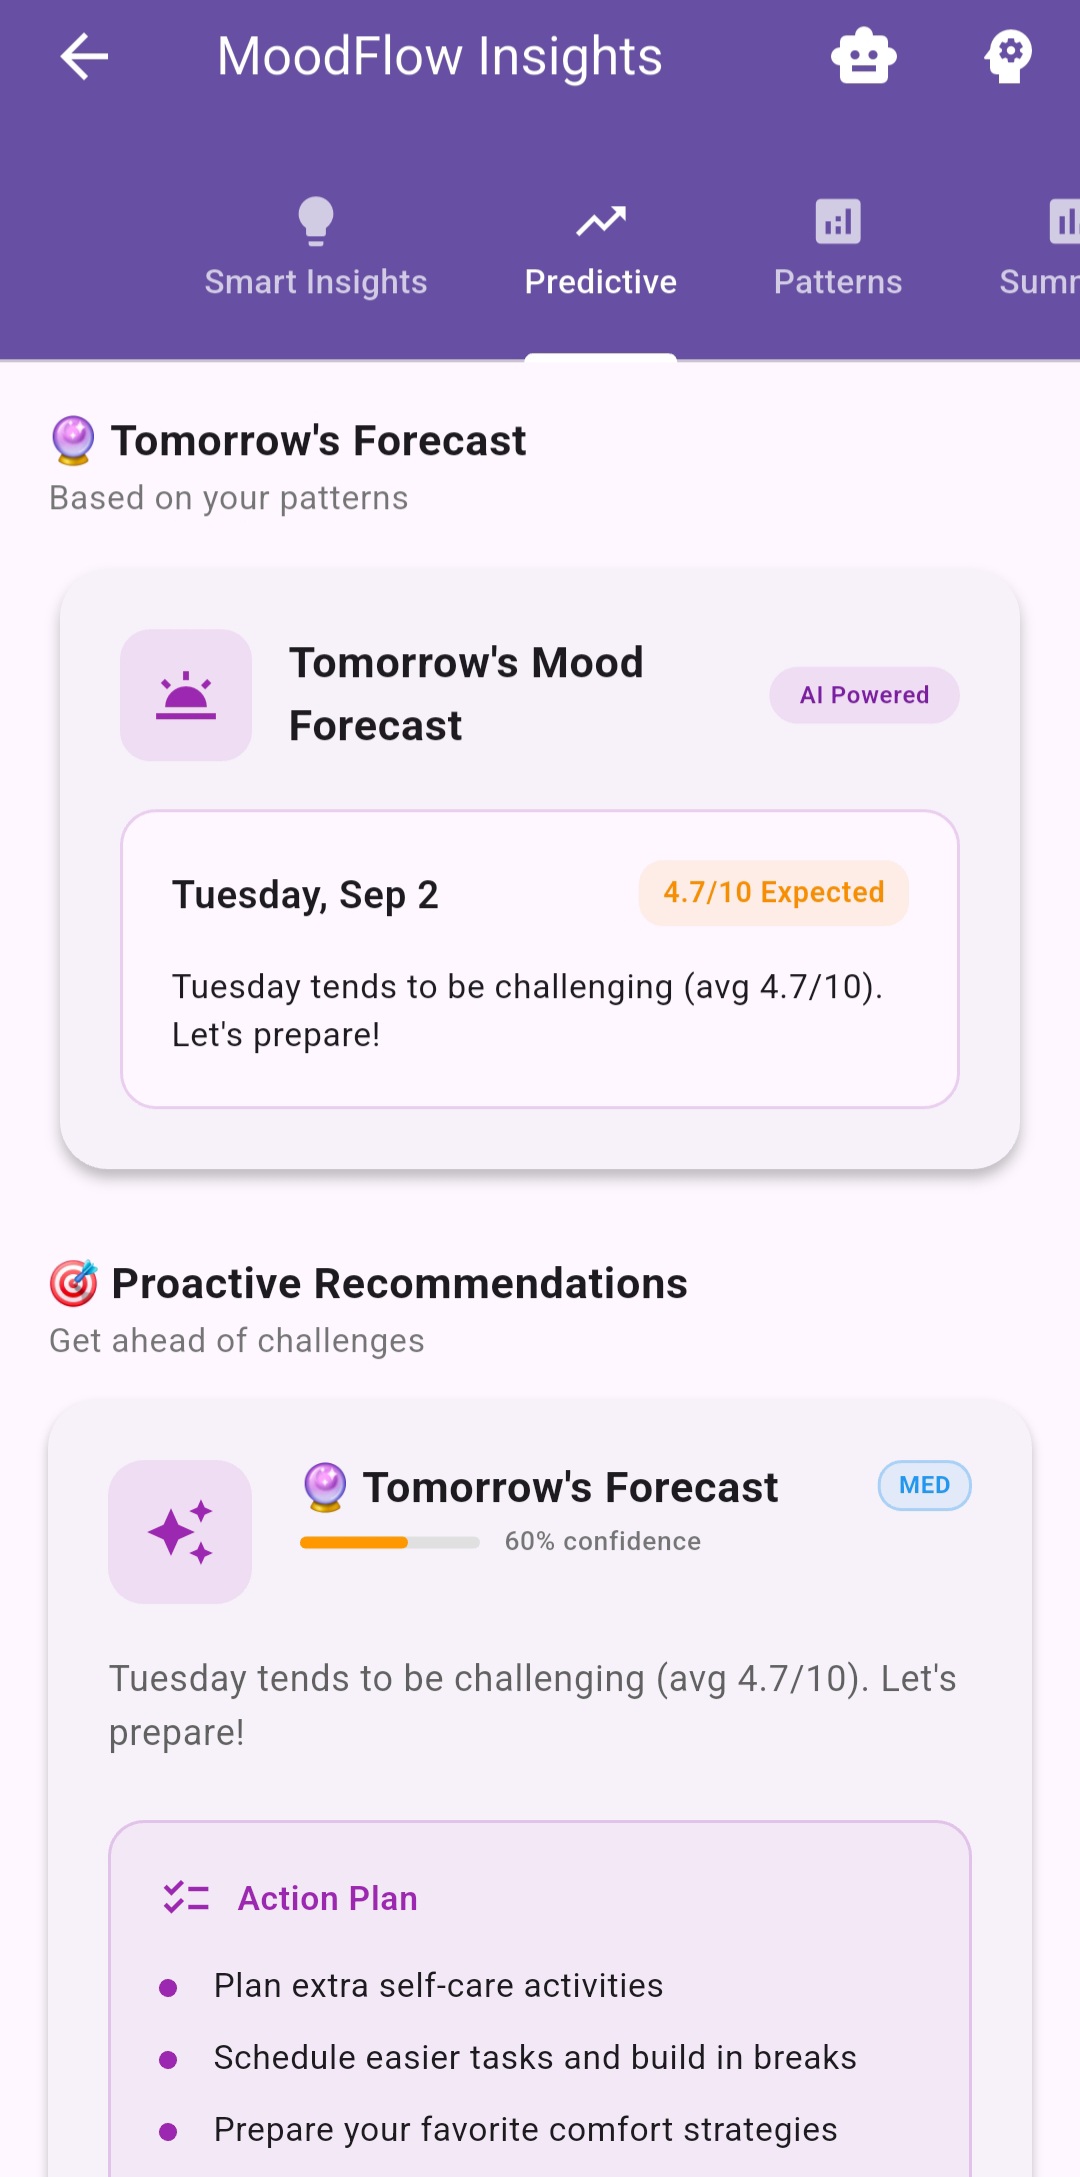 MoodFlow Insights
Smart Insights
Predictive
Patterns
Sum
🔮 Tomorrow's Forecast
Based on your patterns
Tomorrow's Mood
Forecast
AI Powered
Tuesday, Sep 2
4.7/10 Expected
Tuesday tends to be challenging (avg 4.7/10).
Let's prepare!
🎯 Proactive Recommendations
Get ahead of challenges
🔮 Tomorrow's Forecast
MED
60% confidence
Tuesday tends to be challenging (avg 4.7/10). Let's
prepare!
Action Plan
Plan extra self-care activities
Schedule easier tasks and build in breaks
Prepare your favorite comfort strategies